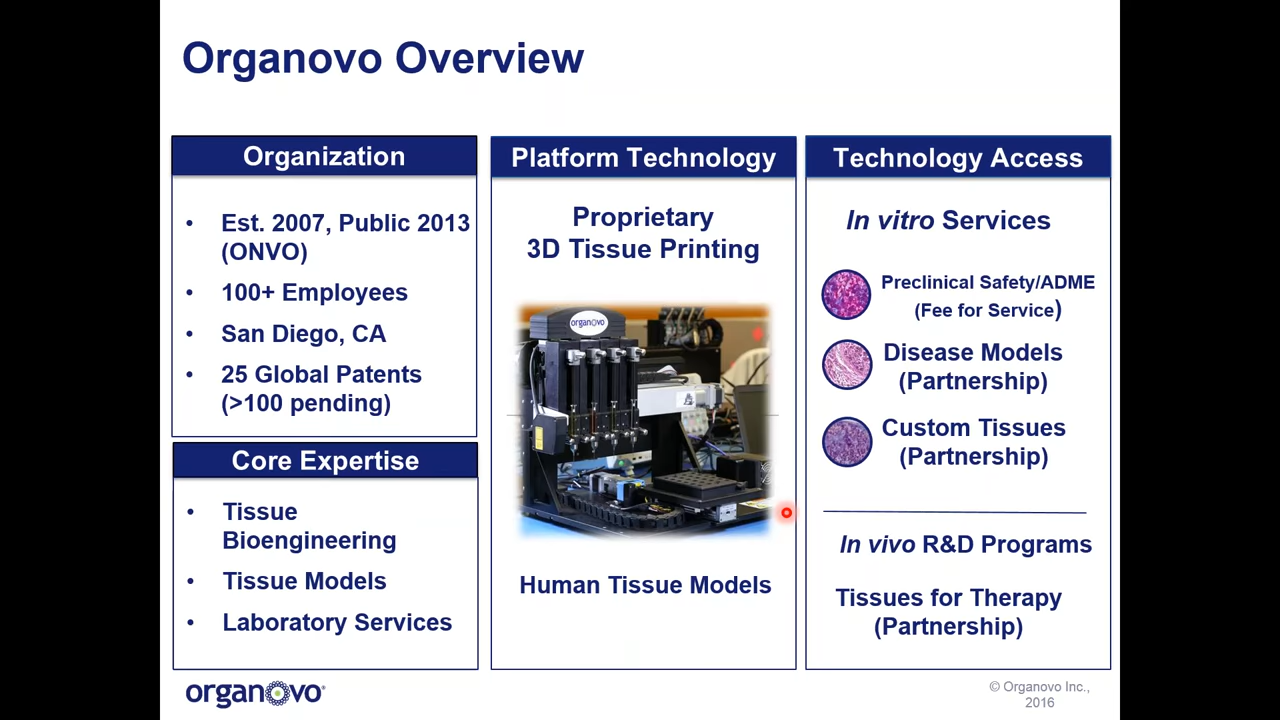 Organovo Overview
Organization
• Est. 2007, Public 2013
(ONVO)
• 100+ Employees
• San Diego, CA
• 25 Global Patents
(>100 pending)
Core Expertise
• Tissue
Bioengineering
• Tissue Models
• Laboratory Services
Platform Technology
Proprietary
3D Tissue Printing
organovo
Human Tissue Models
Technology Access
In vitro Services
Preclinical Safety/ADME
(Fee for Service)
Disease Models
(Partnership)
Custom Tissues
(Partnership)
In vivo R&D Programs
Tissues for Therapy
(Partnership)
organovo®
© Organovo Inc.,
2016